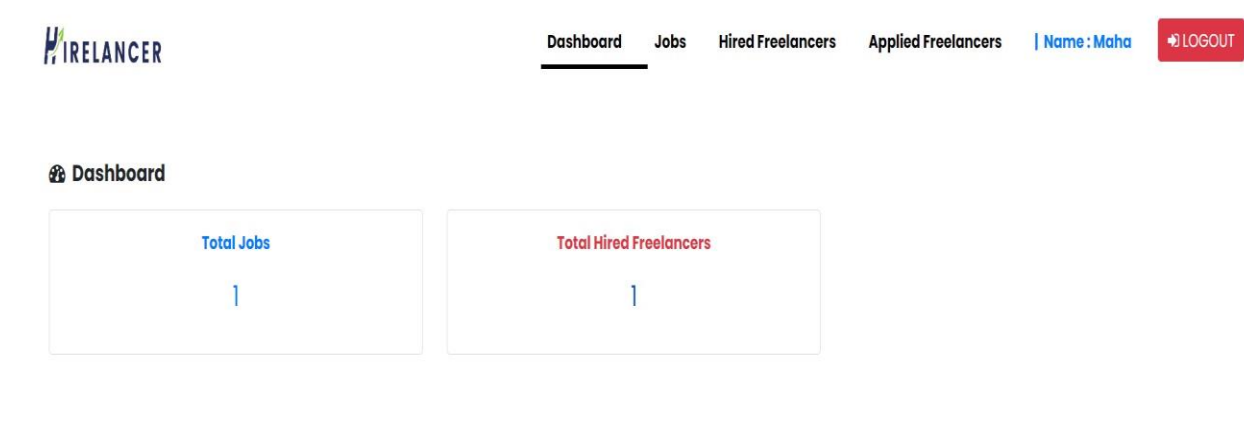 HIRELANCER
Dashboard Jobs Hired Freelancers Applied Freelancers | Name : Maha LOGOUT
Dashboard
Total Jobs Total Hired Freelancers
1 1